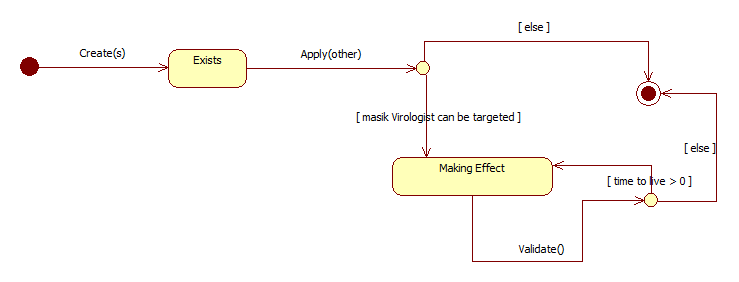 [ else ]
Create(s)
Exists
Apply(other)
[ masik Virologist can be targeted ]
[ else ]
Making Effect
[ time to live > 0 ]
Validate()